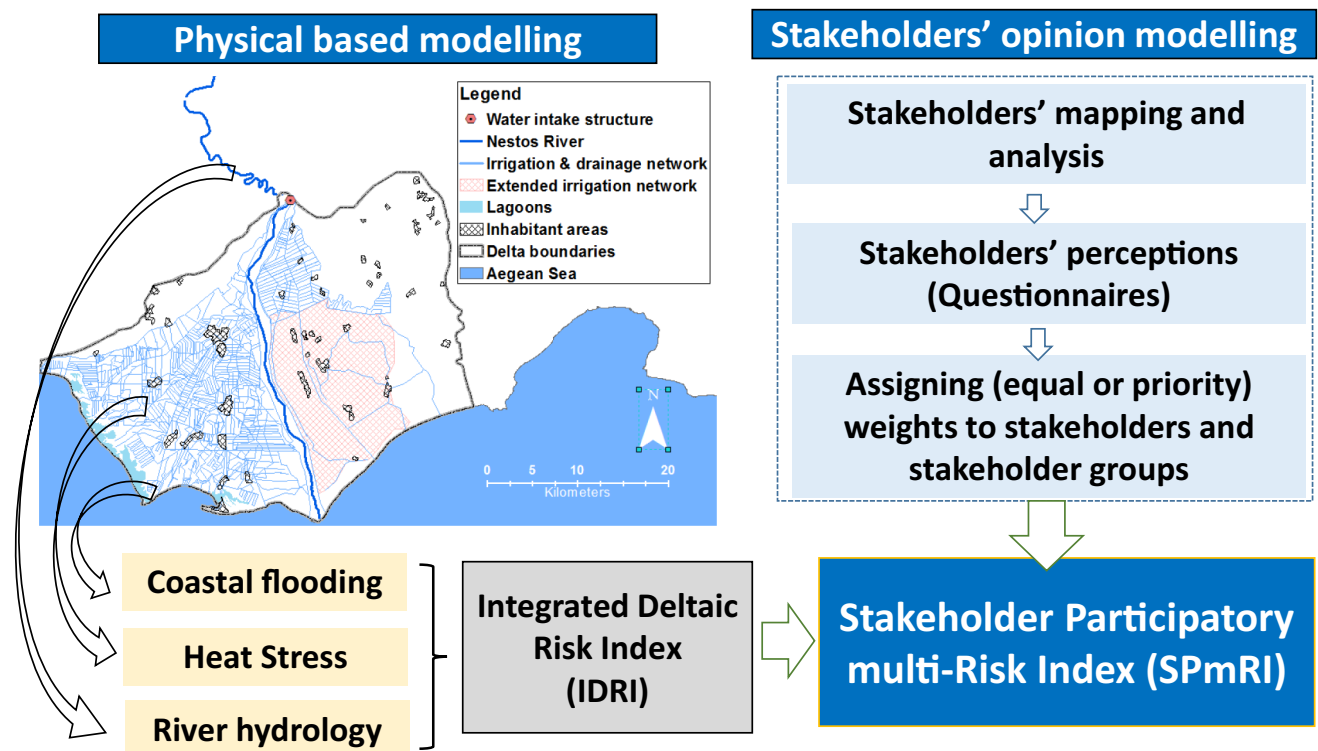 Physical based modelling
Stakeholders' opinion modelling
Legend
Water intake structure
Nestos River
Irrigation & drainage network
Extended irrigation network
Lagoons
Inhabitant areas
Delta boundaries
Aegean Sea
N
0 5 10 20
Kilometers
Stakeholders' mapping and
analysis
Stakeholders' perceptions
(Questionnaires)
Assigning (equal or priority)
weights to stakeholders and
stakeholder groups
Coastal flooding
Heat Stress
River hydrology
Integrated Deltaic
Risk Index
(IDRI)
Stakeholder Participatory
multi-Risk Index (SPmRI)